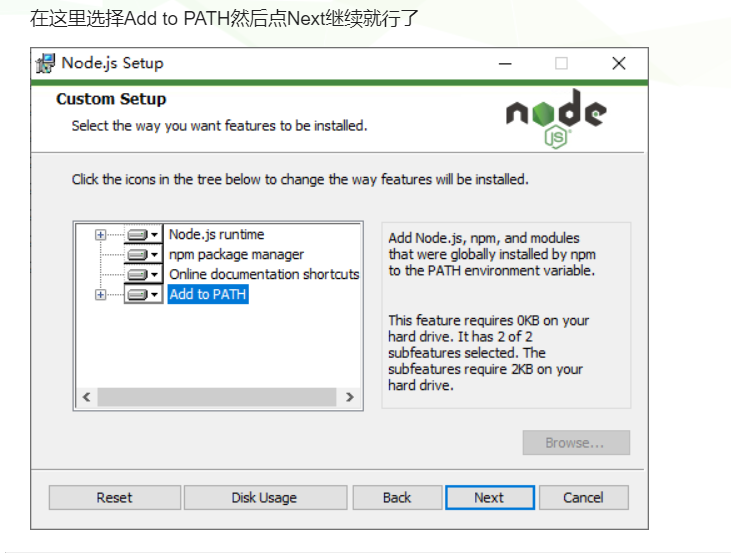 在这里选择Add to PATH然后点Next继续就行了
Node.js Setup
Custom Setup
Select the way you want features to be installed.
node
JS
Click the icons in the tree below to change the way features will be installed.
Node.js runtime
npm package manager
Online documentation shortcuts
Add to PATH
Add Node.js, npm, and modules
that were globally installed by npm
to the PATH environment variable.
This feature requires 0KB on your
hard drive. It has 2 of 2
subfeatures selected. The
subfeatures require 2KB on your
hard drive.
Browse...
Reset Disk Usage Back Next Cancel